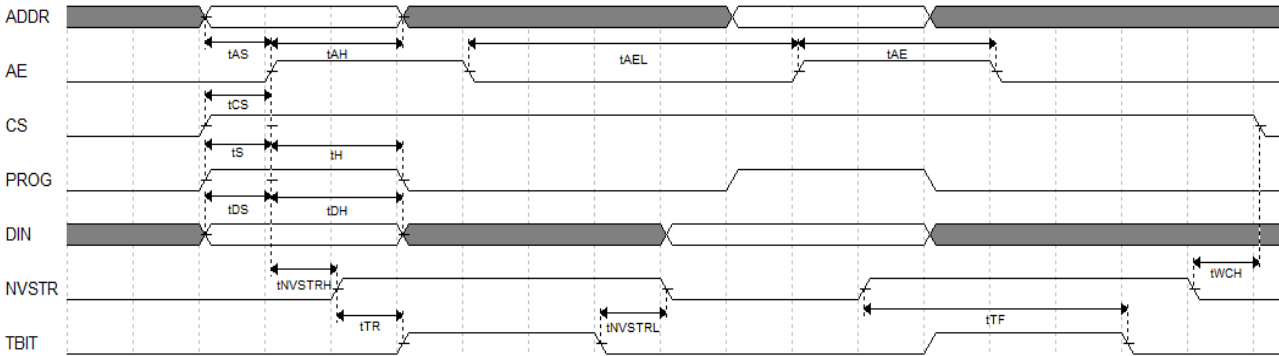 ADDR
tAS
tAH
tAEL
tAE
AE
tCS
CS
tS
tH
PROG
tDS
tDH
DIN
tNVSTRH
tWCH
NVSTR
tTR
tNVSTRL
tTF
TBIT